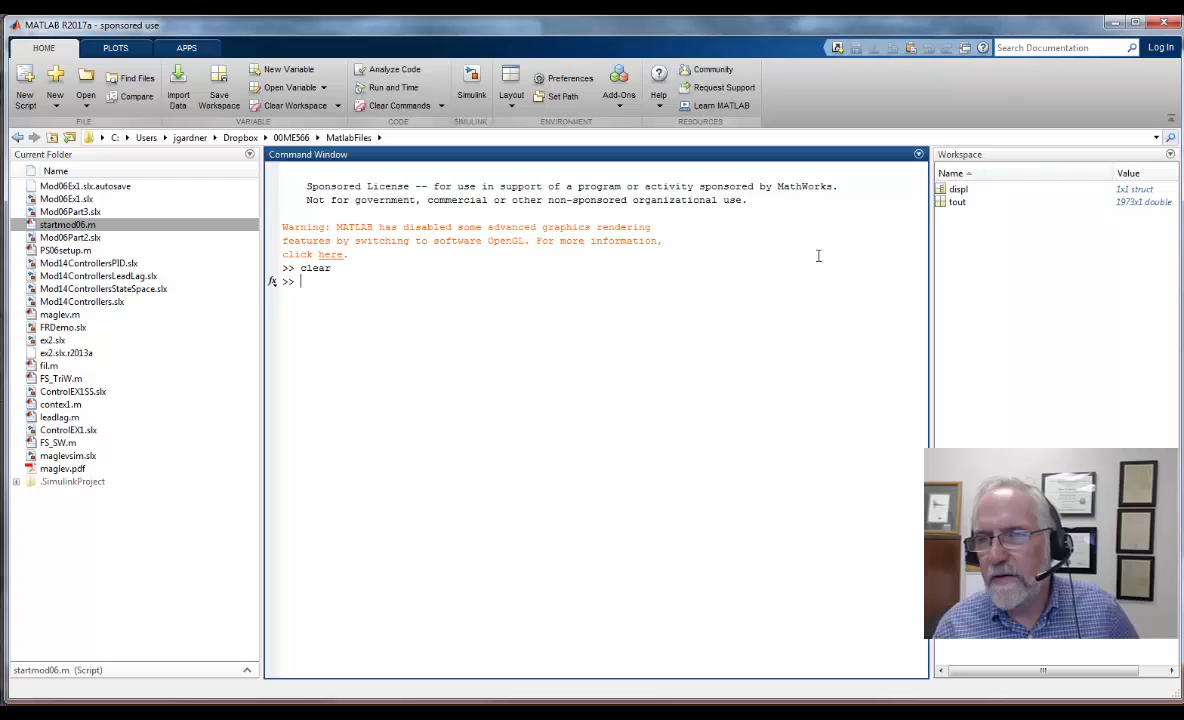 MATLAB R2017a - sponsored use
HOME
PLOTS
APPS
Search Documentation
Log In
New Script
New
Open
Find Files
Compare
Import Data
Save Workspace
New Variable
Open Variable
Clear Workspace
Analyze Code
Run and Time
Clear Commands
Simulink
Layout
Preferences
Set Path
Add-Ons
Help
Community
Request Support
Learn MATLAB
FILE
VARIABLE
CODE
SIMULINK
ENVIRONMENT
RESOURCES
C: Users jgardner Dropbox 00ME566 MatlabFiles
Current Folder
Name
Mod06Ex1.slx.autosave
Mod06Ex1.slx
Mod06Part3.slx
startmod06.m
Mod06Part2.slx
PS06setup.m
Mod14ControllersPID.slx
Mod14ControllersLeadLag.slx
Mod14ControllersStateSpace.slx
Mod14Controllers.slx
maglev.m
FRDemo.slx
ex2.slx
ex2.slx.r2013a
fil.m
FS_TriW.m
ControlEX1SS.slx
contex1.m
leadlag.m
ControlEX1.slx
FS_SW.m
maglevsim.slx
maglev.pdf
.SimulinkProject
startmod06.m (Script)
Command Window
Sponsored License -- for use in support of a program or activity sponsored by MathWorks.
Not for government, commercial or other non-sponsored organizational use.
Warning: MATLAB has disabled some advanced graphics rendering
features by switching to software OpenGL. For more information,
click here.
>> clear
fx >>
Workspace
Name Value
displ 1x1 struct
tout 1973x1 double